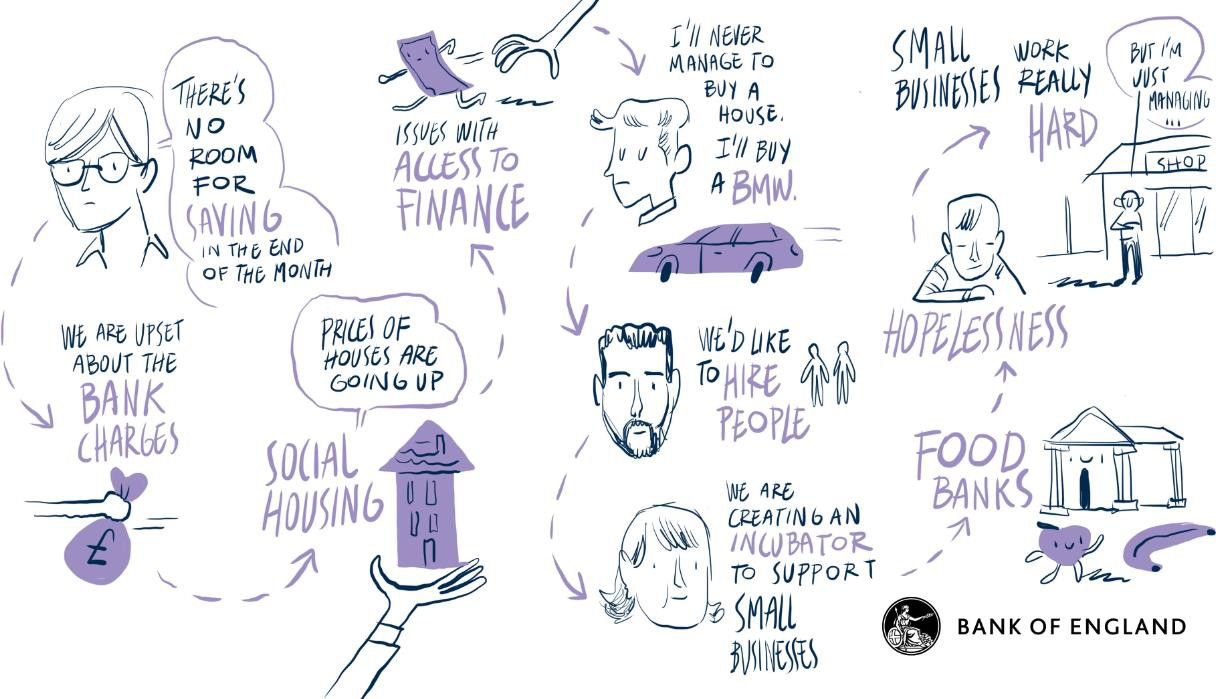 THERE'S
NO
ROOM
FOR
SAVING
IN THE END
OF THE MONTH
WE ARE UPSET
ABOUT THE
BANK
CHARGES
£
SOCIAL
HOUSING
PRICES OF
HOUSES ARE
GOING UP
ISSUES WITH
ACCESS TO
FINANCE
I'll NEVER
MANAGE TO
BUY A
HOUSE.
I'll BUY
A BMW.
WE'D LIKE
TO HIRE
PEOPLE
WE ARE
CREATING AN
INCUBATOR
TO SUPPORT
SMALL
BUSINESSES
FOOD
BANKS
HOPELESSNESS
SMALL
BUSINESSES
WORK
REALLY
HARD
BUT I'M
JUST
MANAGING
...
SHOP
BANK OF ENGLAND